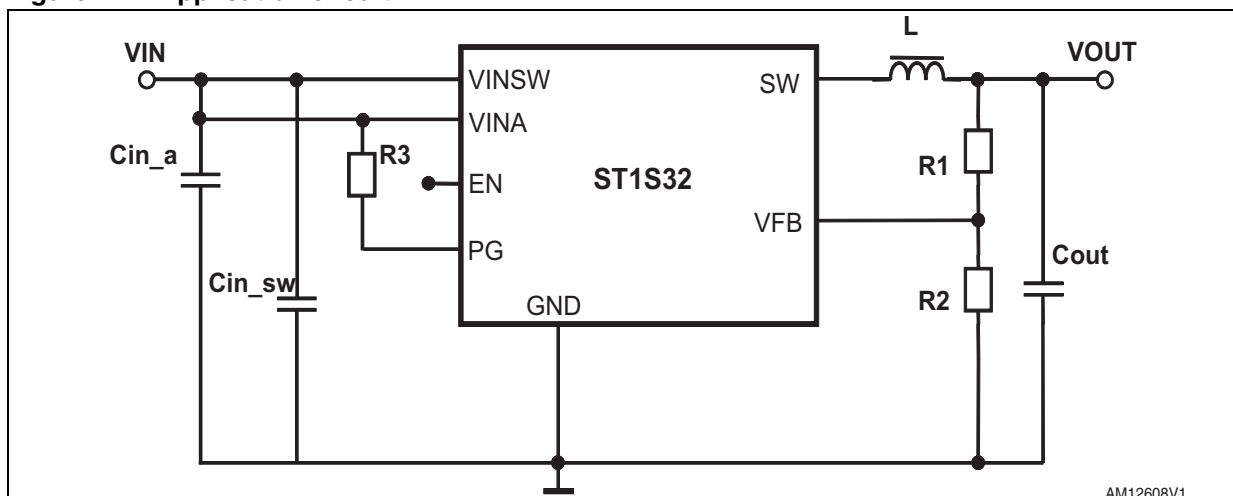 L
VIN
VOUT
VINSW
SW
VINA
Cin_a
R3
R1
EN
ST1S32
VFB
PG
Cout
Cin_sw
R2
GND
AM12608V1